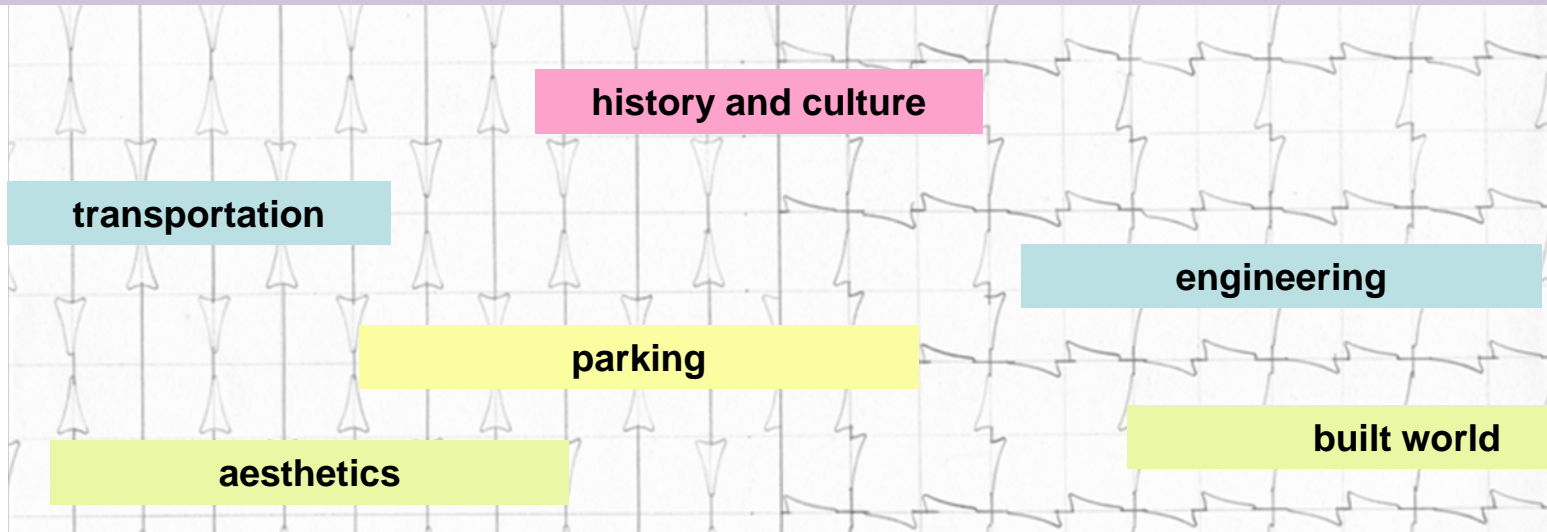 history and culture
transportation
engineering
parking
built world
aesthetics